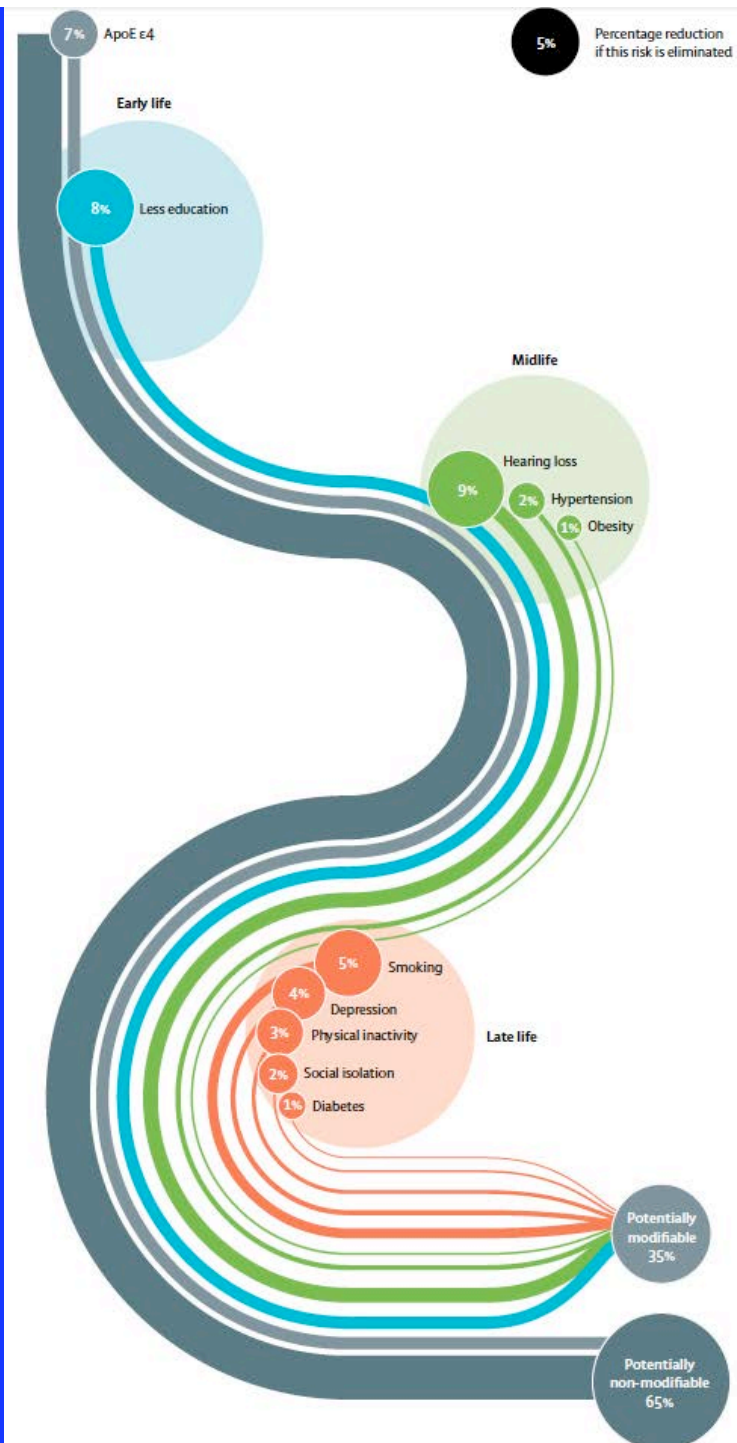 7% ApoE ε4
5% Percentage reduction
if this risk is eliminated
Early life
8% Less education
Midlife
Hearing loss
9%
2% Hypertension
1% Obesity
5% Smoking
4% Depression
3% Physical inactivity
Late life
2% Social isolation
1% Diabetes
Potentially
modifiable
35%
Potentially
non-modifiable
65%